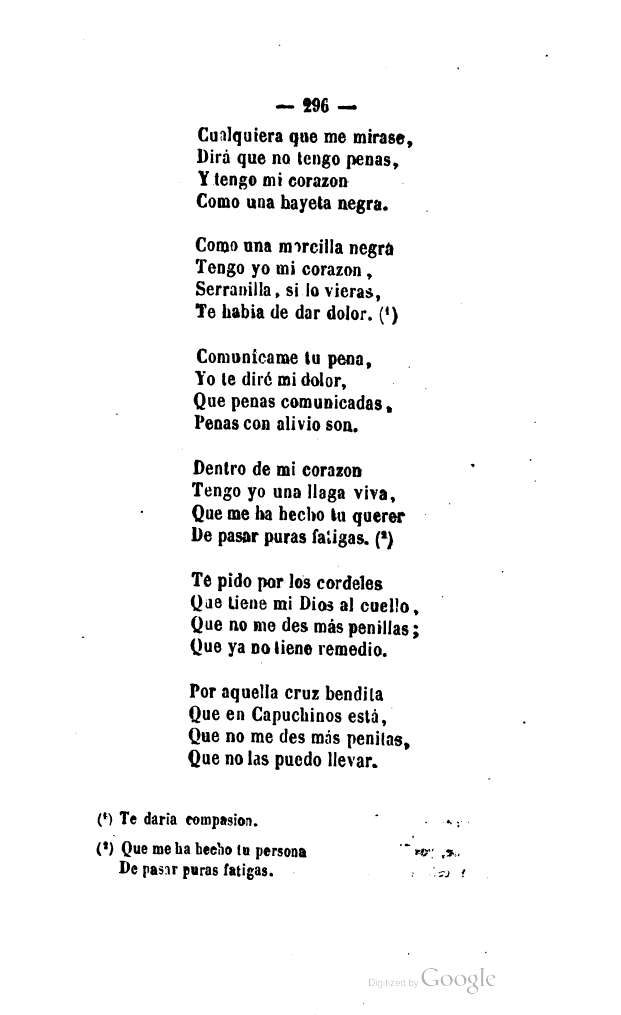 — 296 —
Cualquiera que me mirase,
Dirá que no tengo penas,
Y tengo mi corazon
Como una bayeta negra.
Como una morcilla negra
Tengo yo mi corazon,
Serranilla, si lo vieras,
Te habia de dar dolor. (¹)
Comunícame tu pena,
Yo te diré mi dolor,
Que penas comunicadas,
Penas con alivio son.
Dentro de mi corazon
Tengo yo una llaga viva,
Que me ha hecho tu querer
De pasar puras fatigas. (²)
Te pido por los cordeles
Que tiene mi Dios al cuello,
Que no me des más penillas;
Que ya no tiene remedio.
Por aquella cruz bendita
Que en Capuchinos está,
Que no me des más penitas,
Que no las puedo llevar.
(¹) Te daria compasion.
(²) Que me ha hecho tu persona
De pasar puras fatigas.
Digitized by Google